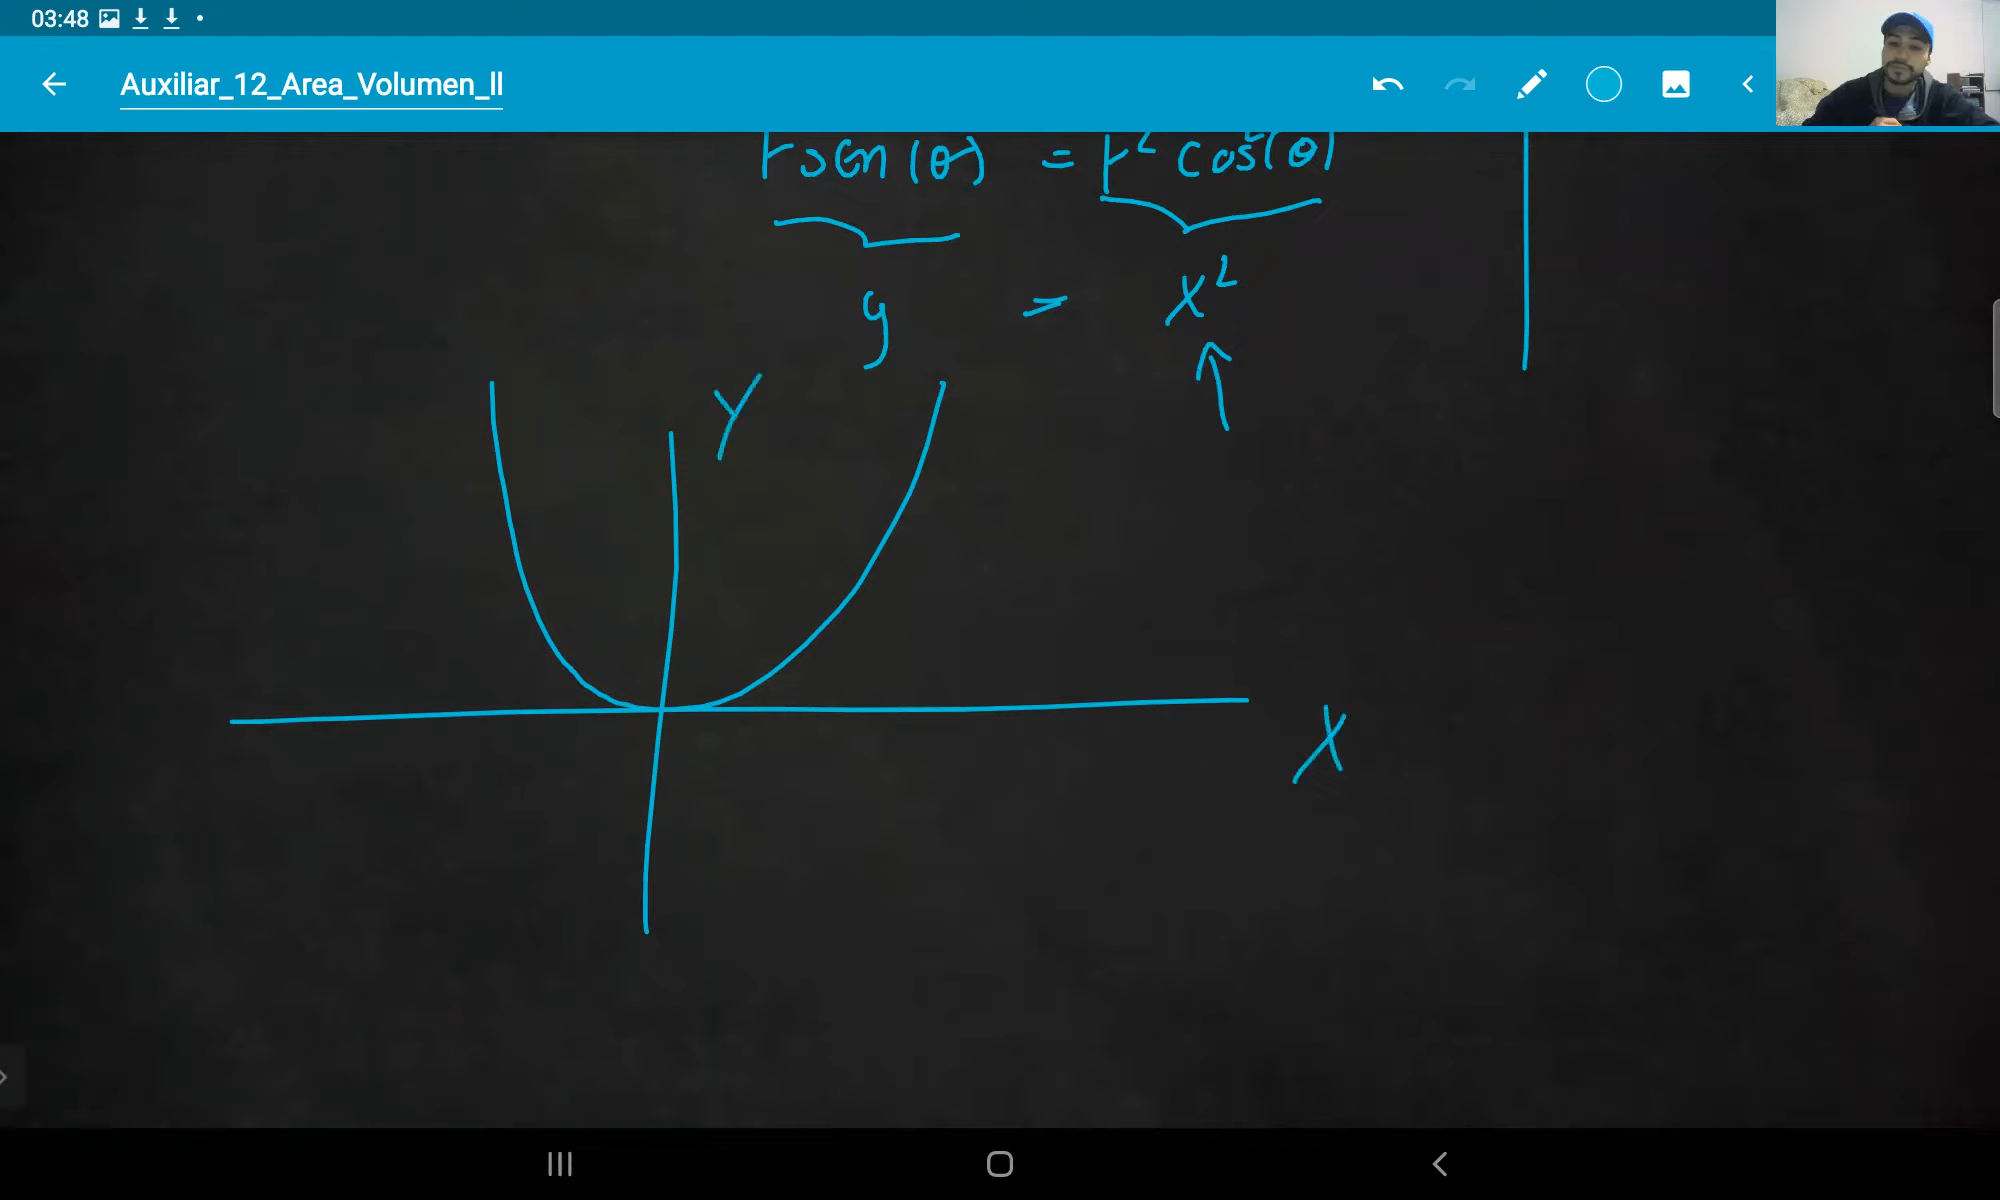 03:48
Auxiliar_12_Area_Volumen_II
r sen(θ) = r² cos²(θ)
y = x²
Y
X